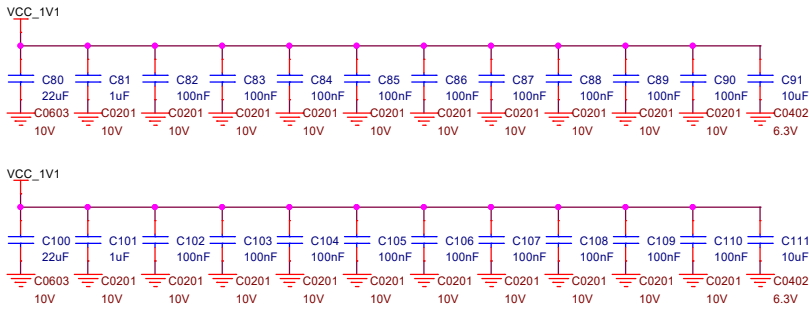 VCC_1V1
C80 C81 C82 C83 C84 C85 C86 C87 C88 C89 C90 C91
22uF 1uF 100nF 100nF 100nF 100nF 100nF 100nF 100nF 100nF 100nF 10uF
C0603 C0201 C0201 C0201 C0201 C0201 C0201 C0201 C0201 C0201 C0201 C0402
10V 10V 10V 10V 10V 10V 10V 10V 10V 10V 10V 6.3V
VCC_1V1
C100 C101 C102 C103 C104 C105 C106 C107 C108 C109 C110 C111
22uF 1uF 100nF 100nF 100nF 100nF 100nF 100nF 100nF 100nF 100nF 10uF
C0603 C0201 C0201 C0201 C0201 C0201 C0201 C0201 C0201 C0201 C0201 C0402
10V 10V 10V 10V 10V 10V 10V 10V 10V 10V 10V 6.3V